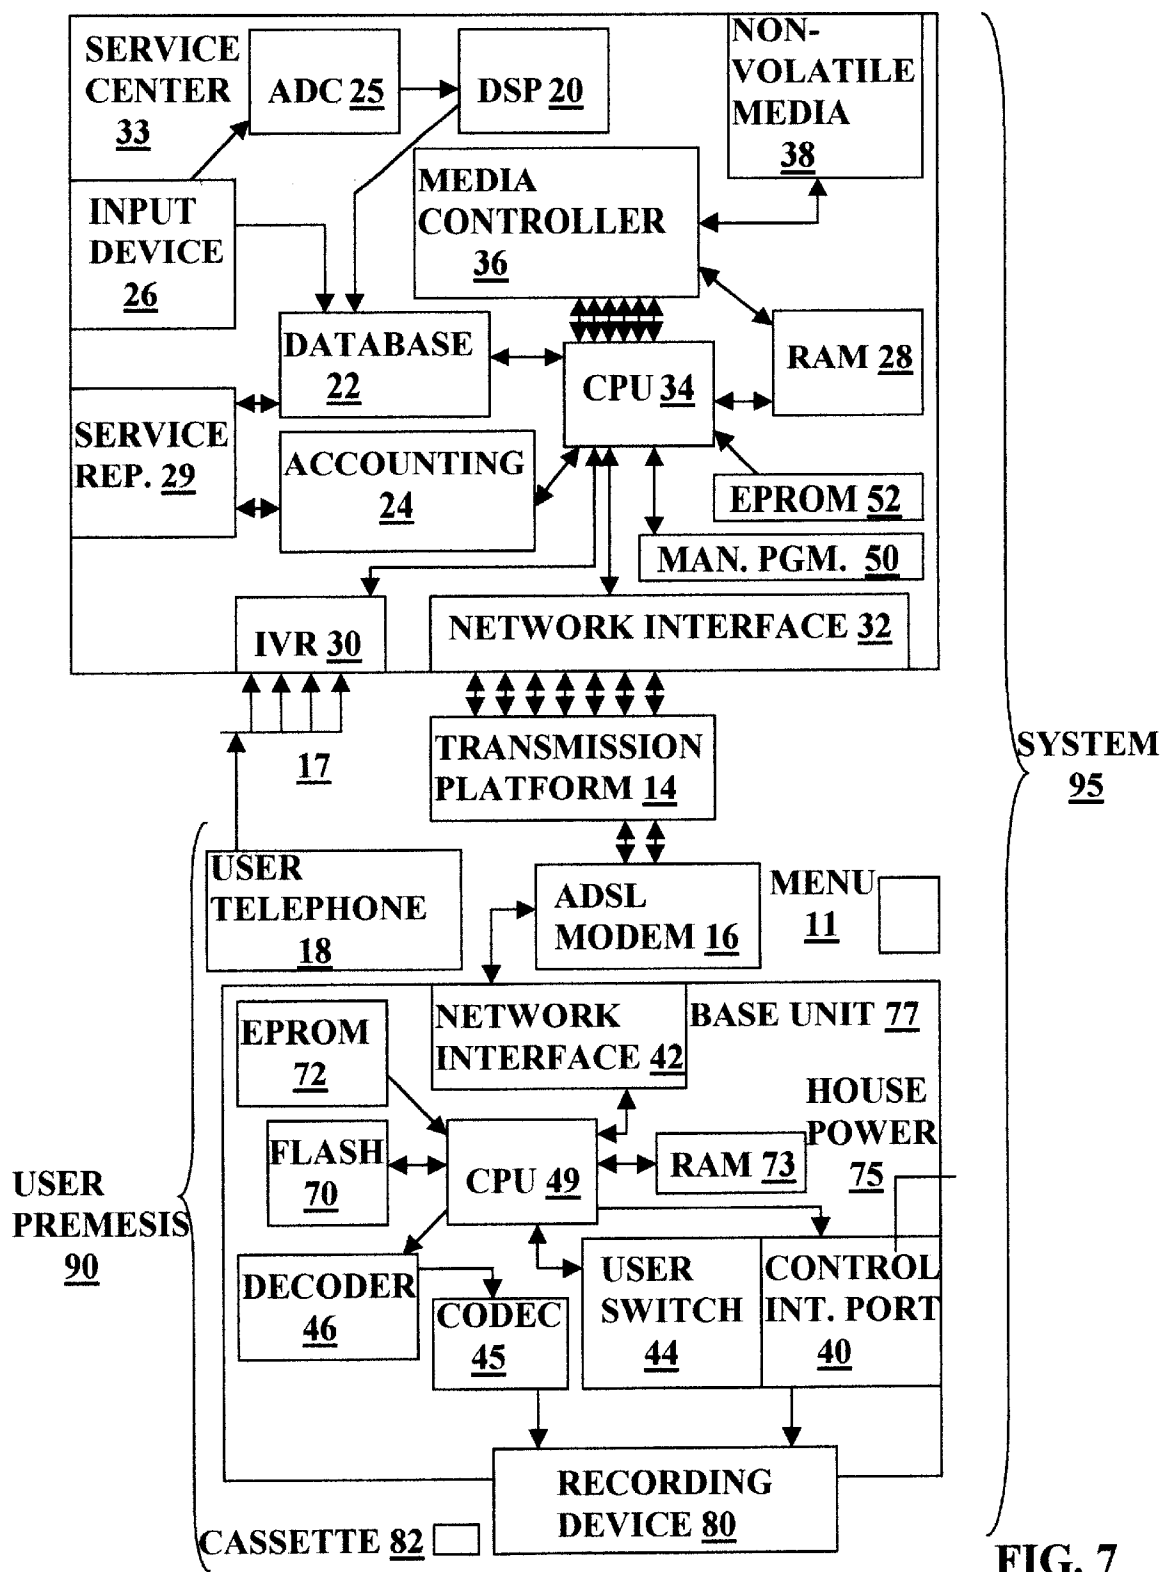 SERVICE
CENTER
33
ADC 25
DSP 20
NON-
VOLATILE
MEDIA
38
INPUT
DEVICE
26
MEDIA
CONTROLLER
36
DATABASE
22
CPU 34
RAM 28
SERVICE
REP. 29
ACCOUNTING
24
EPROM 52
MAN. PGM. 50
IVR 30
NETWORK INTERFACE 32
17
TRANSMISSION
PLATFORM 14
SYSTEM
95
USER
TELEPHONE
18
ADSL
MODEM 16
MENU
11
EPROM
72
NETWORK
INTERFACE 42
BASE UNIT 77
HOUSE
POWER
75
FLASH
70
CPU 49
RAM 73
USER
PREMESIS
90
DECODER
46
CODEC
45
USER
SWITCH
44
CONTROL
INT. PORT
40
RECORDING
DEVICE 80
CASSETTE 82
FIG. 7